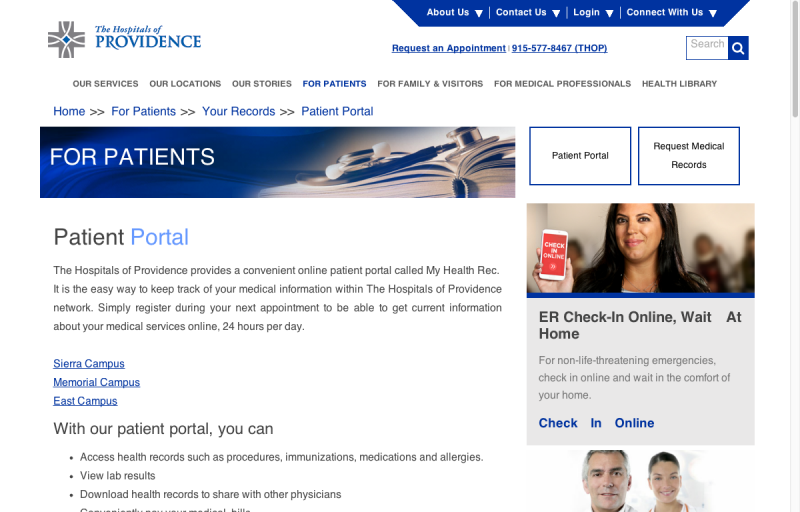 About Us
Contact Us
Login
Connect With Us
The Hospitals of
PROVIDENCE
Request an Appointment | 915-577-8467 (THOP)
Search
OUR SERVICES OUR LOCATIONS OUR STORIES FOR PATIENTS FOR FAMILY & VISITORS FOR MEDICAL PROFESSIONALS HEALTH LIBRARY
Home >> For Patients >> Your Records >> Patient Portal
FOR PATIENTS
Patient Portal
Request Medical
Records
Patient Portal
The Hospitals of Providence provides a convenient online patient portal called My Health Rec.
It is the easy way to keep track of your medical information within The Hospitals of Providence
network. Simply register during your next appointment to be able to get current information
about your medical services online, 24 hours per day.
Sierra Campus
Memorial Campus
East Campus
With our patient portal, you can
• Access health records such as procedures, immunizations, medications and allergies.
• View lab results
• Download health records to share with other physicians
• Conveniently pay your medical bills
CHECK
IN
ONLINE
ER Check-In Online, Wait At
Home
For non-life-threatening emergencies,
check in online and wait in the comfort of
your home.
Check In Online